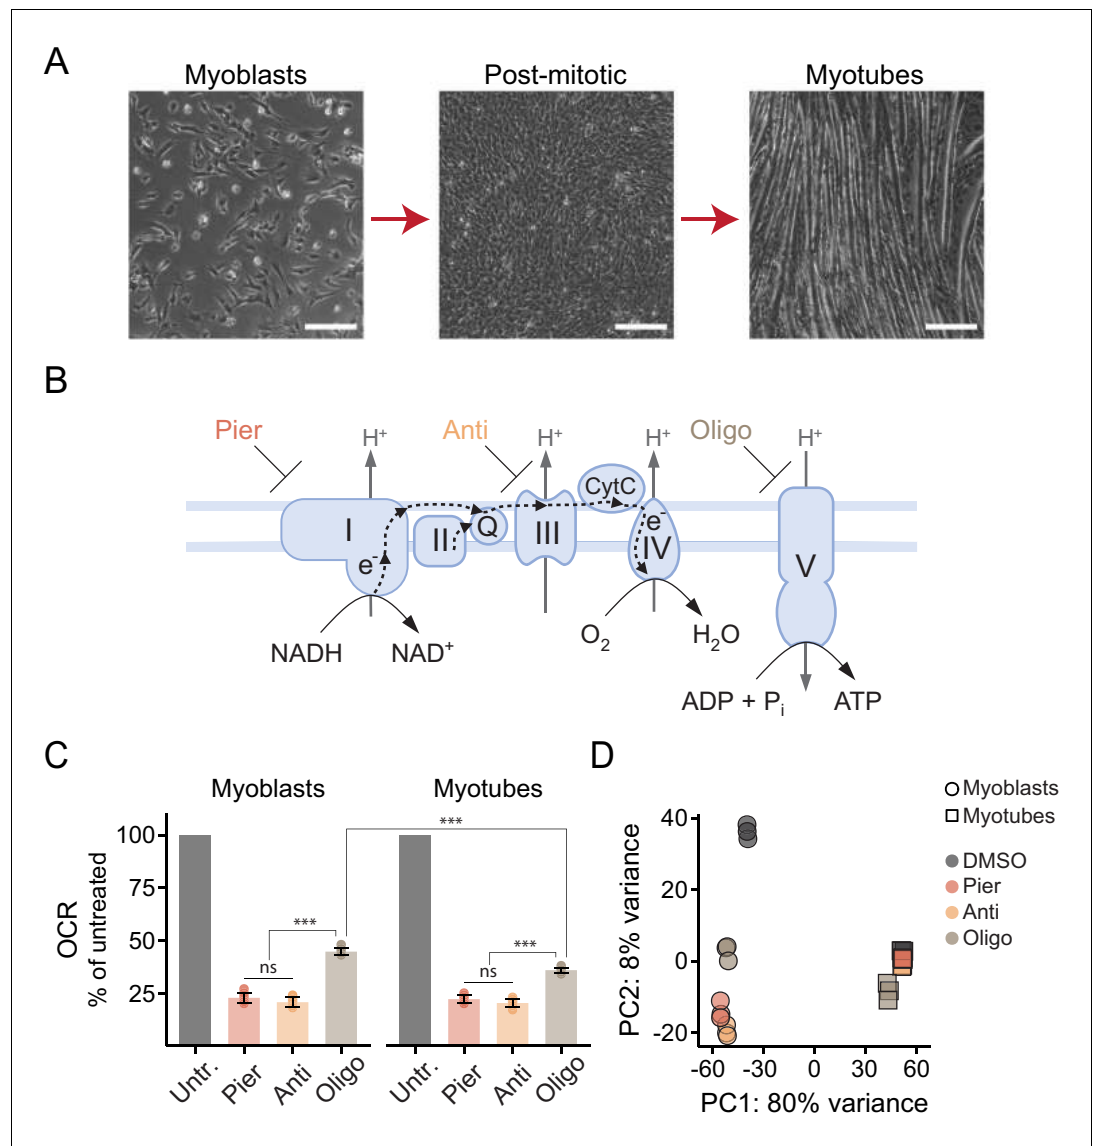 A
Myoblasts
Post-mitotic
Myotubes
B
Pier
H⁺
Anti
H⁺
H⁺
Oligo
H⁺
CytC
I
II
Q
III
e⁻
IV
V
e⁻
NADH
NAD⁺
O₂
H₂O
ADP + Pᵢ
ATP
C
Myoblasts
Myotubes
OCR
% of untreated
100
75
50
25
***
***
***
ns
ns
Untr.
Pier
Anti
Oligo
Untr.
Pier
Anti
Oligo
D
Myoblasts
Myotubes
DMSO
Pier
Anti
Oligo
PC2: 8% variance
40
20
0
-20
-60
-30
0
30
60
PC1: 80% variance